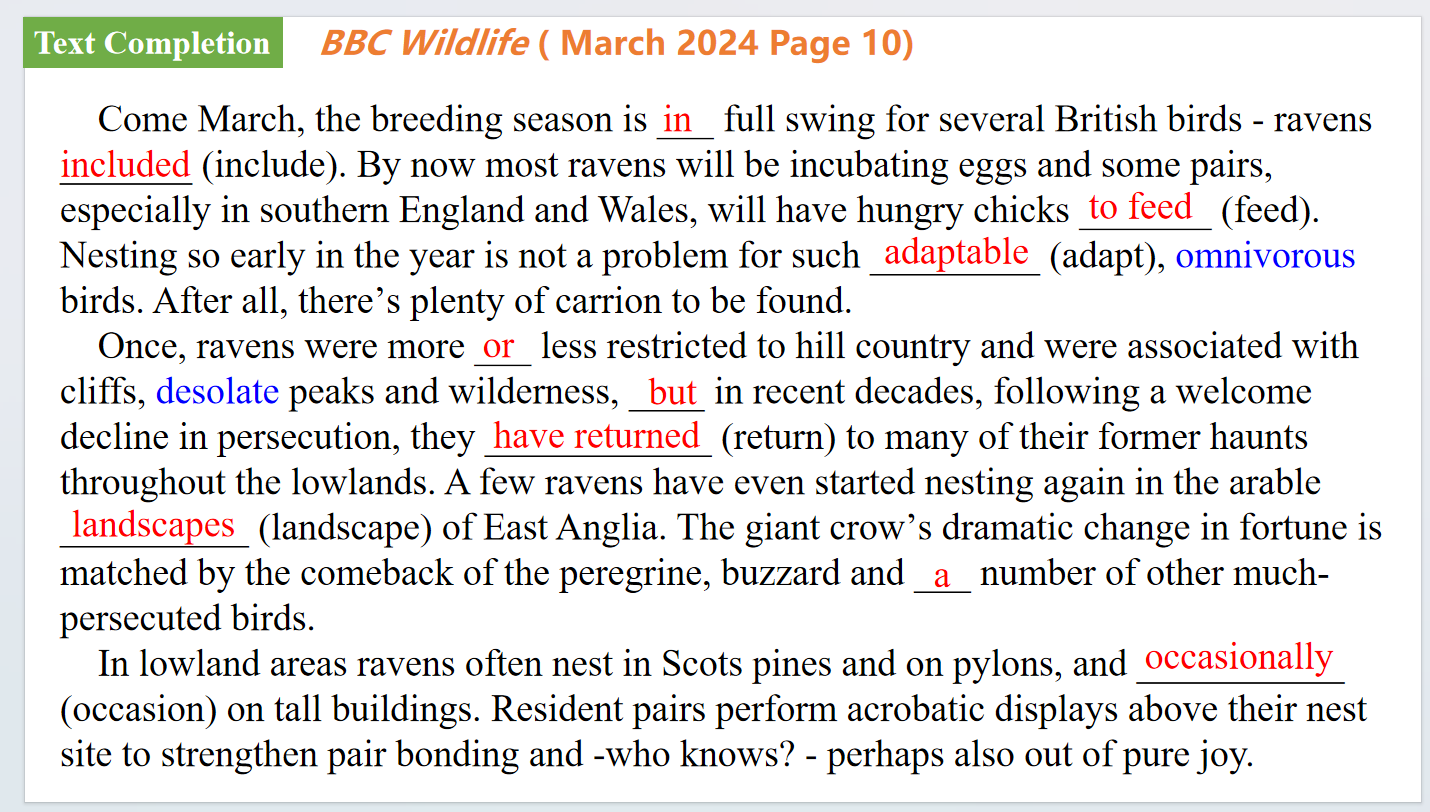 Text Completion BBC Wildlife ( March 2024 Page 10)
Come March, the breeding season is in full swing for several British birds - ravens
included (include). By now most ravens will be incubating eggs and some pairs,
especially in southern England and Wales, will have hungry chicks to feed (feed).
Nesting so early in the year is not a problem for such adaptable (adapt), omnivorous
birds. After all, there’s plenty of carrion to be found.
Once, ravens were more or less restricted to hill country and were associated with
cliffs, desolate peaks and wilderness, but in recent decades, following a welcome
decline in persecution, they have returned (return) to many of their former haunts
throughout the lowlands. A few ravens have even started nesting again in the arable
landscapes (landscape) of East Anglia. The giant crow’s dramatic change in fortune is
matched by the comeback of the peregrine, buzzard and a number of other much-
persecuted birds.
In lowland areas ravens often nest in Scots pines and on pylons, and occasionally
(occasion) on tall buildings. Resident pairs perform acrobatic displays above their nest
site to strengthen pair bonding and -who knows? - perhaps also out of pure joy.